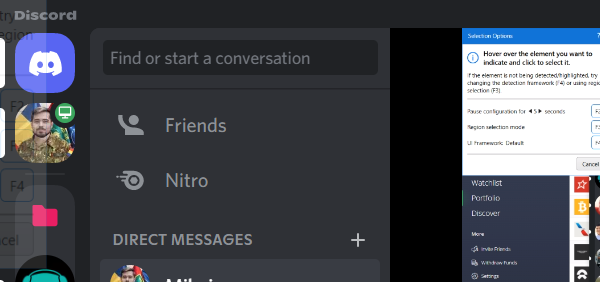 Discord
Find or start a conversation
Friends
Nitro
DIRECT MESSAGES
F4
Selection Options
?
Hover over the element you want to
indicate and click to select it.
If the element is not being detected/highlighted, try
changing the detection framework (F4) or using regio
selection (F3).
Pause configuration for 5 seconds
Region selection mode
UI Framework: Default
Cancel
Watchlist
Portfolio
Discover
More
Invite Friends
Withdraw Funds
Settings